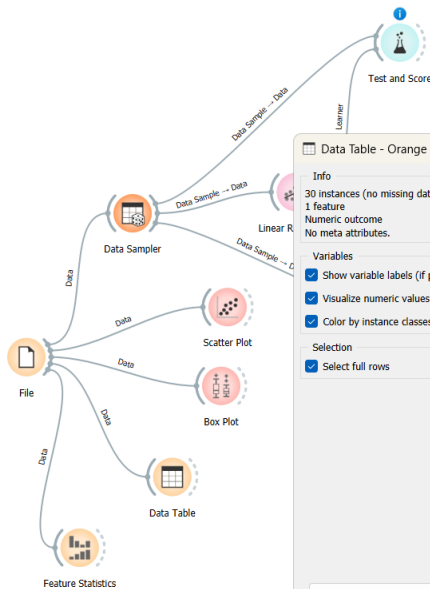 i
Test and Score
Data Sample → Data
Learner
Data Table - Orange
Info
30 instances (no missing dat
1 feature
Numeric outcome
No meta attributes.
Variables
Show variable labels (if p
Visualize numeric values
Color by instance classes
Selection
Select full rows
Data Sample → Data
Linear R
Data Sampler
Data Sample → D
Data
Data
Scatter Plot
File
Data
Box Plot
Data
Data Table
Data
Feature Statistics